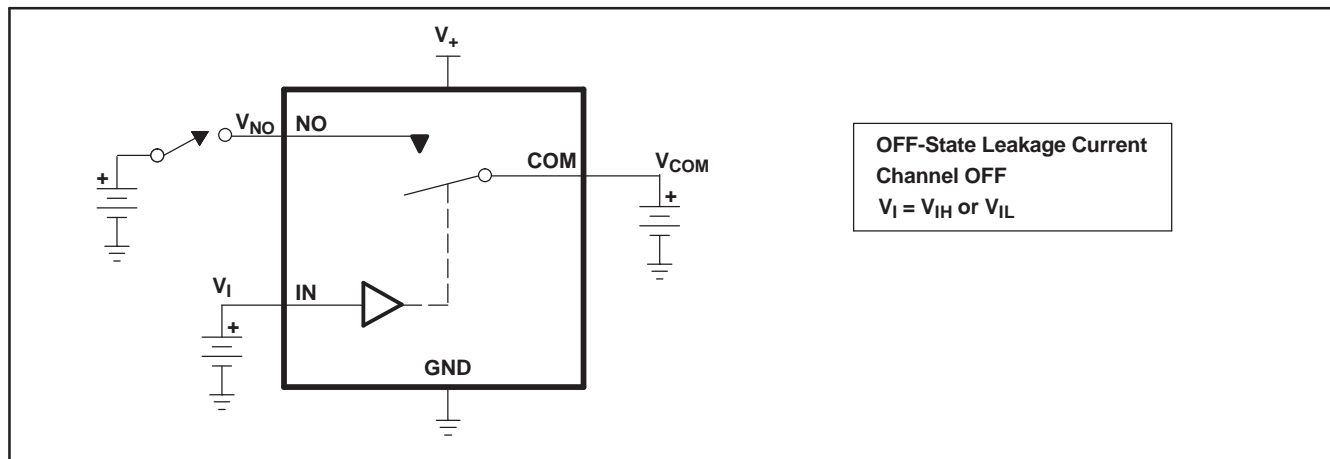 V+
VNO NO
COM VCOM
+
+
VI IN
+
GND
OFF-State Leakage Current
Channel OFF
VI = VIH or VIL